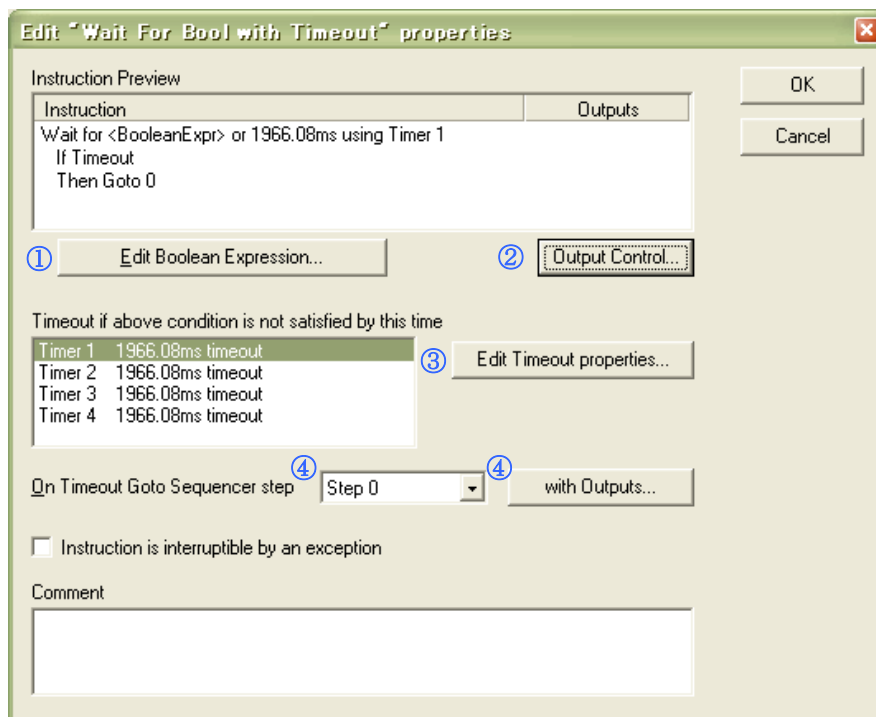 Edit "Wait For Bool with Timeout" properties
Instruction Preview
OK
Instruction Outputs
Wait for <BooleanExpr> or 1966.08ms using Timer 1
If Timeout
Then Goto 0
Cancel
① Edit Boolean Expression... ② Output Control...
Timeout if above condition is not satisfied by this time
Timer 1 1966.08ms timeout
Timer 2 1966.08ms timeout
Timer 3 1966.08ms timeout
Timer 4 1966.08ms timeout
③ Edit Timeout properties...
On Timeout Goto Sequencer step ④ Step 0 ④ with Outputs...
Instruction is interruptible by an exception
Comment